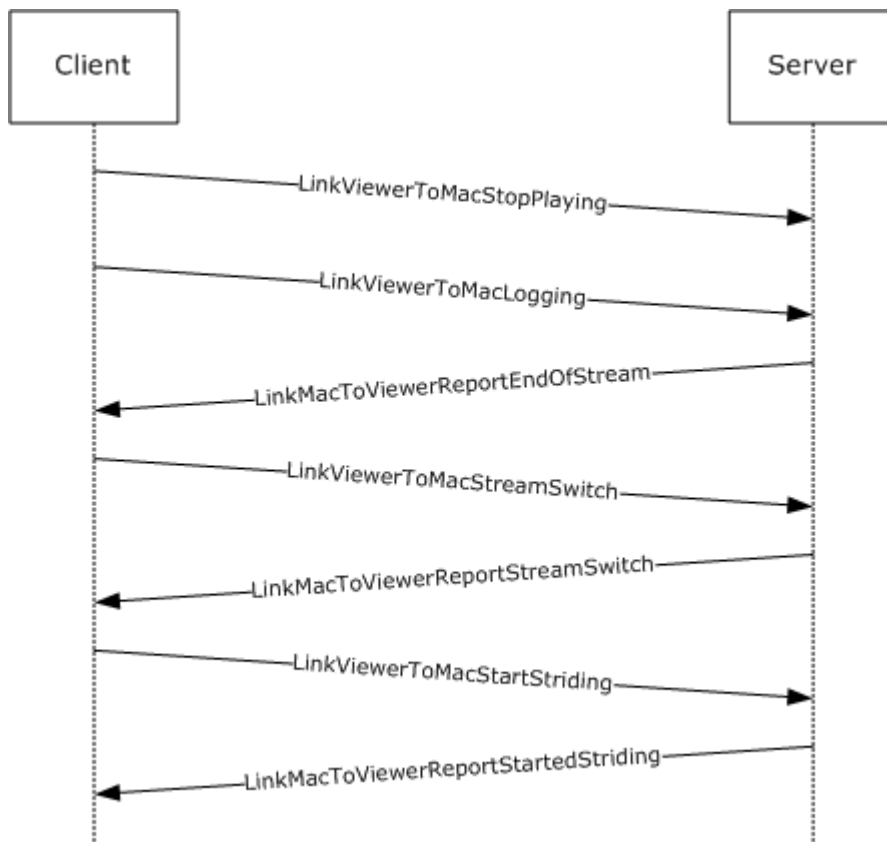 Client
Server
LinkViewerToMacStopPlaying
LinkViewerToMacLogging
LinkMacToViewerReportEndOfStream
LinkViewerToMacStreamSwitch
LinkMacToViewerReportStreamSwitch
LinkViewerToMacStartStriding
LinkMacToViewerReportStartedStriding